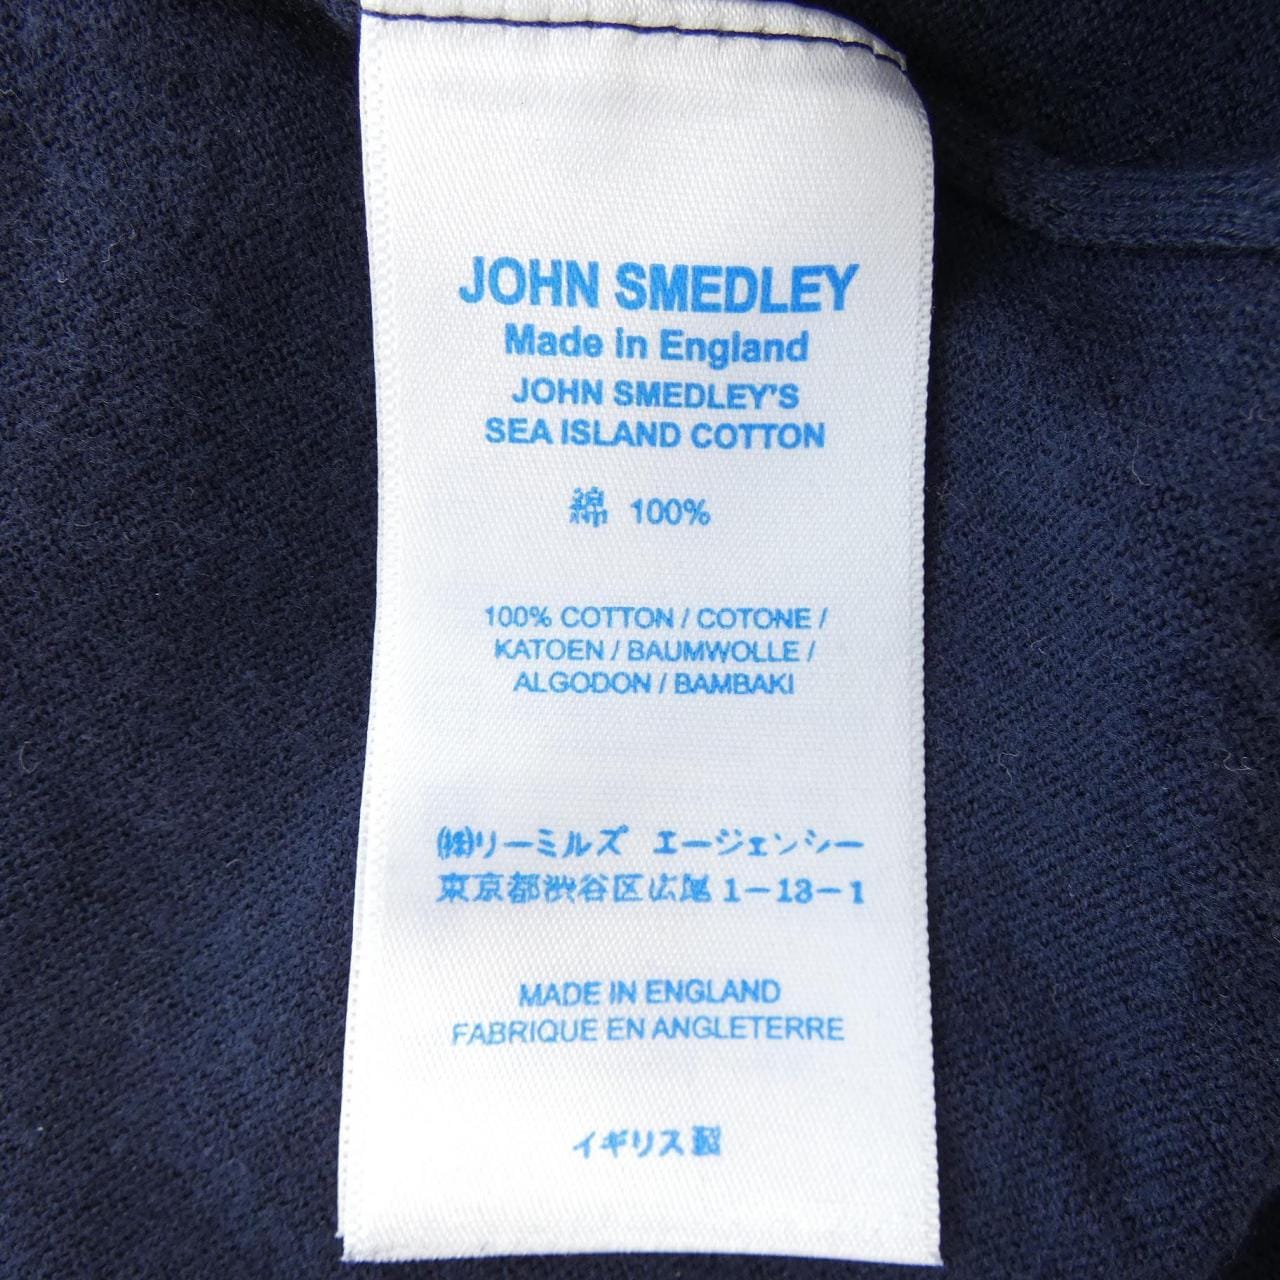 JOHN SMEDLEY
Made in England
JOHN SMEDLEY'S
SEA ISLAND COTTON
綿 100%
100% COTTON / COTONE /
KATOEN / BAUMWOLLE /
ALGODON / BAMBAKI
㈱リーミルズ エージェンシー
東京都渋谷区広尾1-13-1
MADE IN ENGLAND
FABRIQUE EN ANGLETERRE
イギリス製